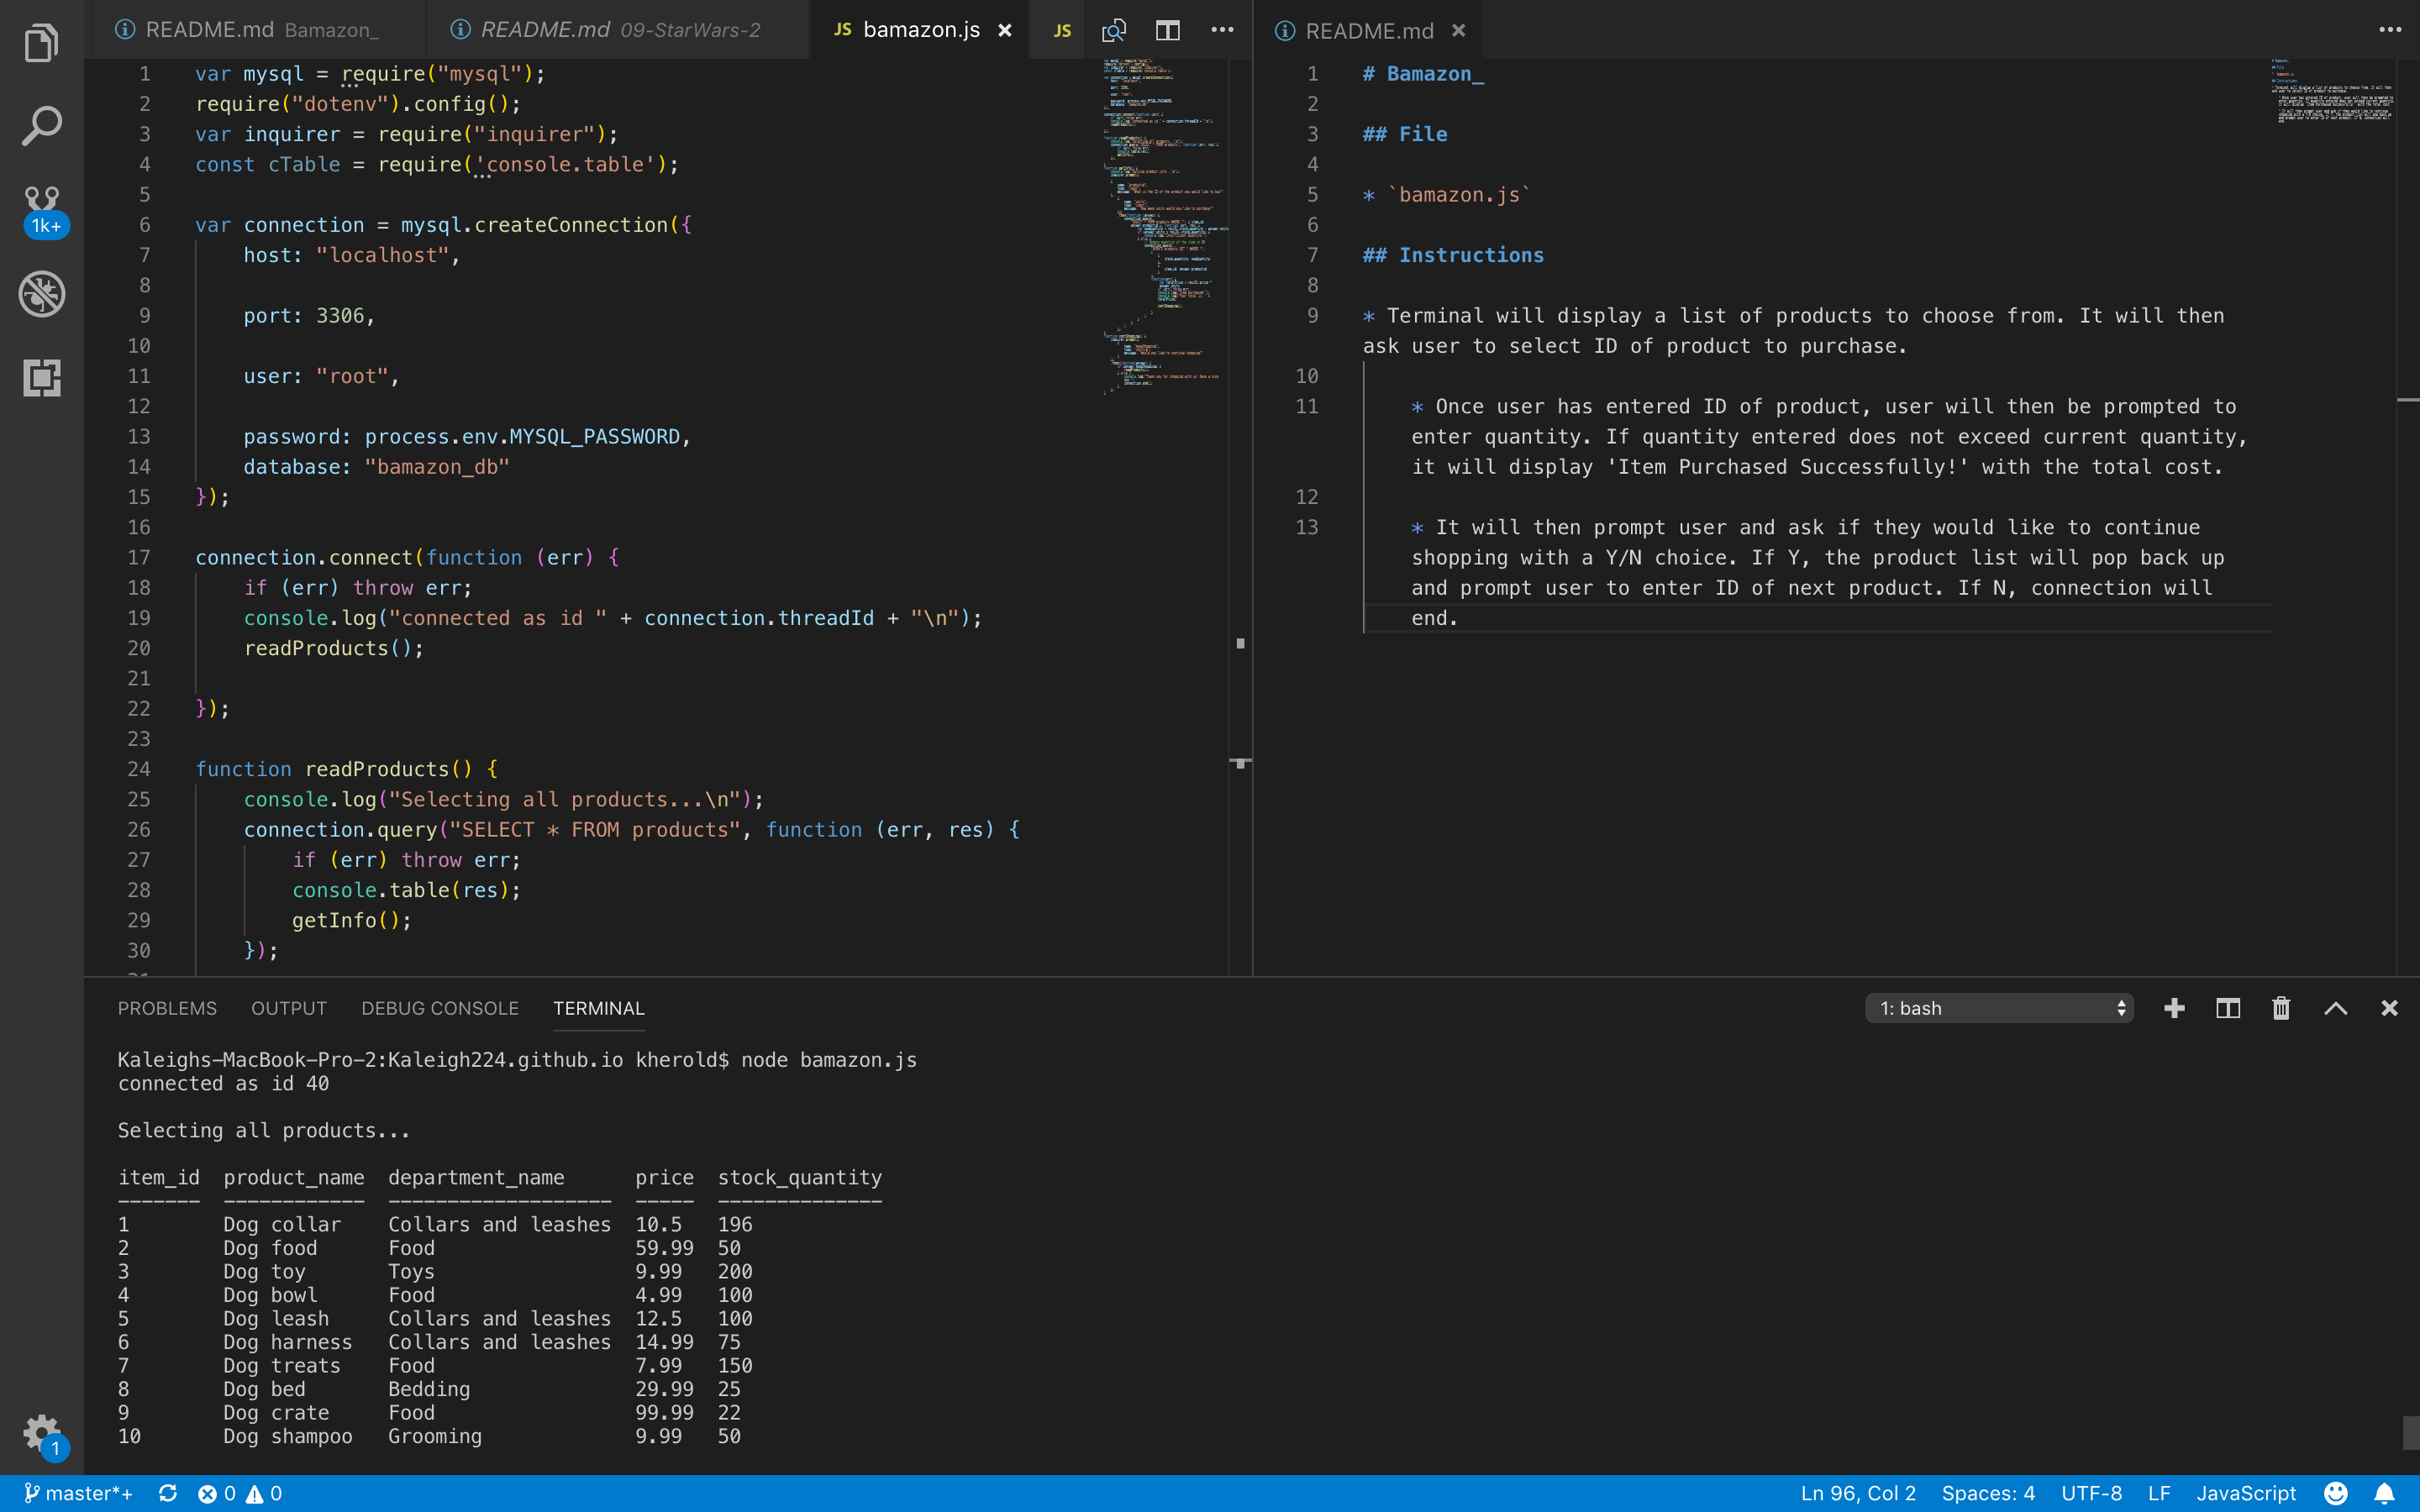 README.md Bamazon_
README.md 09-StarWars-2
JS bamazon.js
JS
README.md
1k+
1 var mysql = require("mysql");
2 require("dotenv").config();
3 var inquirer = require("inquirer");
4 const cTable = require('console.table');
5
6 var connection = mysql.createConnection({
7 host: "localhost",
8
9 port: 3306,
10
11 user: "root",
12
13 password: process.env.MYSQL_PASSWORD,
14 database: "bamazon_db"
15 });
16
17 connection.connect(function (err) {
18 if (err) throw err;
19 console.log("connected as id " + connection.threadId + "\n");
20 readProducts();
21
22 });
23
24 function readProducts() {
25 console.log("Selecting all products...\n");
26 connection.query("SELECT * FROM products", function (err, res) {
27 if (err) throw err;
28 console.table(res);
29 getInfo();
30 });
1 # Bamazon_
2
3 ## File
4
5 * `bamazon.js`
6
7 ## Instructions
8
9 * Terminal will display a list of products to choose from. It will then
ask user to select ID of product to purchase.
10
11 * Once user has entered ID of product, user will then be prompted to
enter quantity. If quantity entered does not exceed current quantity,
it will display 'Item Purchased Successfully!' with the total cost.
12
13 * It will then prompt user and ask if they would like to continue
shopping with a Y/N choice. If Y, the product list will pop back up
and prompt user to enter ID of next product. If N, connection will
end.
PROBLEMS OUTPUT DEBUG CONSOLE TERMINAL
1: bash
Kaleighs-MacBook-Pro-2:Kaleigh224.github.io kherold$ node bamazon.js
connected as id 40
Selecting all products...
item_id product_name department_name price stock_quantity
------- ------------ ------------------- ----- --------------
1 Dog collar Collars and leashes 10.5 196
2 Dog food Food 59.99 50
3 Dog toy Toys 9.99 200
4 Dog bowl Food 4.99 100
5 Dog leash Collars and leashes 12.5 100
6 Dog harness Collars and leashes 14.99 75
7 Dog treats Food 7.99 150
8 Dog bed Bedding 29.99 25
9 Dog crate Food 99.99 22
10 Dog shampoo Grooming 9.99 50
1
master*+ 0 0
Ln 96, Col 2 Spaces: 4 UTF-8 LF JavaScript